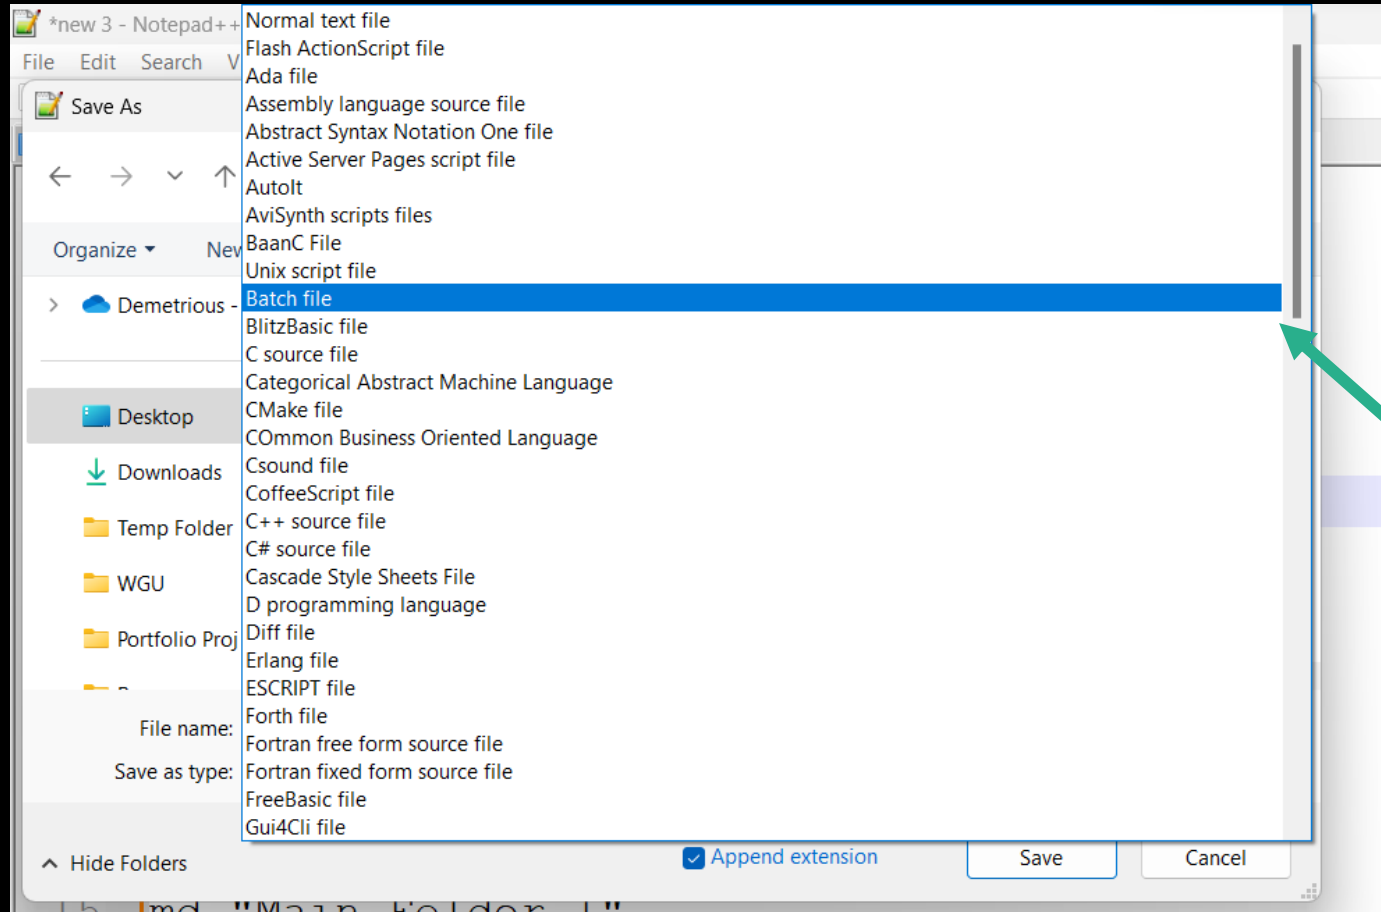 *new 3 - Notepad++
File Edit Search V
Save As
Organize New
Demetrious -
Desktop
Downloads
Temp Folder
WGU
Portfolio Proj
Normal text file
Flash ActionScript file
Ada file
Assembly language source file
Abstract Syntax Notation One file
Active Server Pages script file
AutoIt
AviSynth scripts files
BaanC File
Unix script file
Batch file
BlitzBasic file
C source file
Categorical Abstract Machine Language
CMake file
COmmon Business Oriented Language
Csound file
CoffeeScript file
C++ source file
C# source file
Cascade Style Sheets File
D programming language
Diff file
Erlang file
ESCRIPT file
Forth file
Fortran free form source file
Fortran fixed form source file
FreeBasic file
Gui4Cli file
File name:
Save as type:
Hide Folders
Append extension
Save
Cancel
md "Main Folder 1"